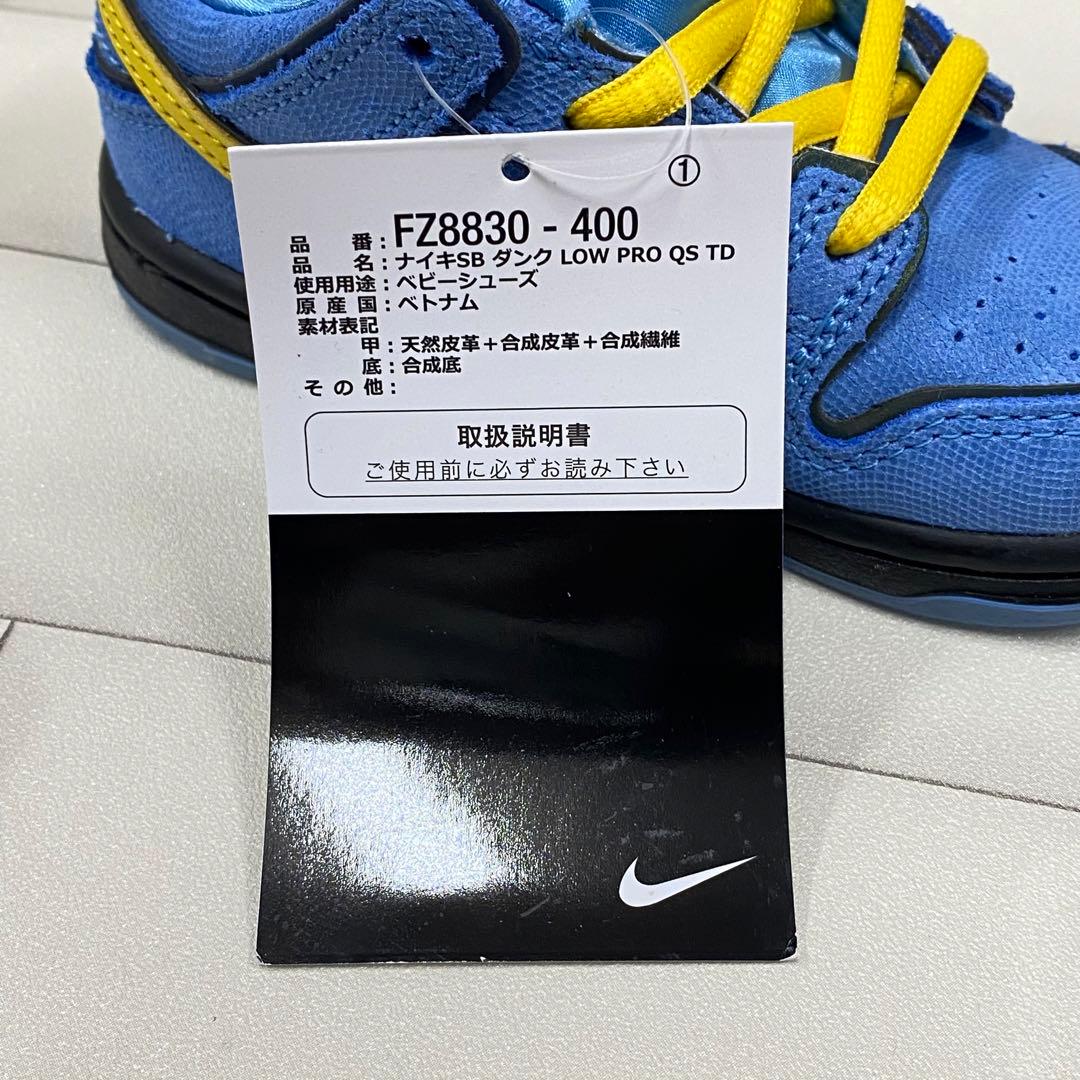 ①
品 番：FZ8830 - 400
品 名：ナイキSB ダンク LOW PRO QS TD
使用用途：ベビーシューズ
原 産 国：ベトナム
素材表記
甲：天然皮革＋合成皮革＋合成繊維
底：合成底
そ の 他：
取扱説明書
ご使用前に必ずお読み下さい